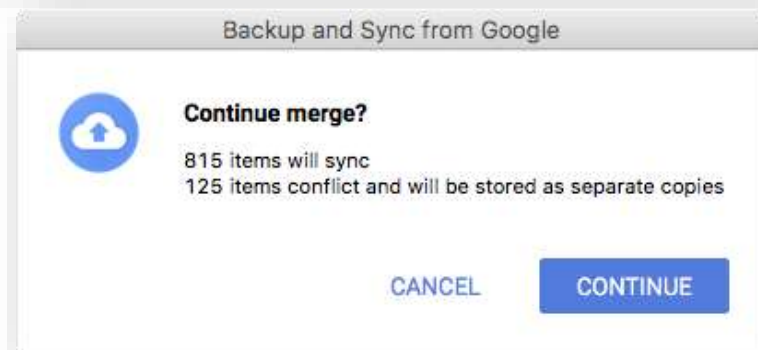 Backup and Sync from Google
Continue merge?
815 items will sync
125 items conflict and will be stored as separate copies
CANCEL
CONTINUE